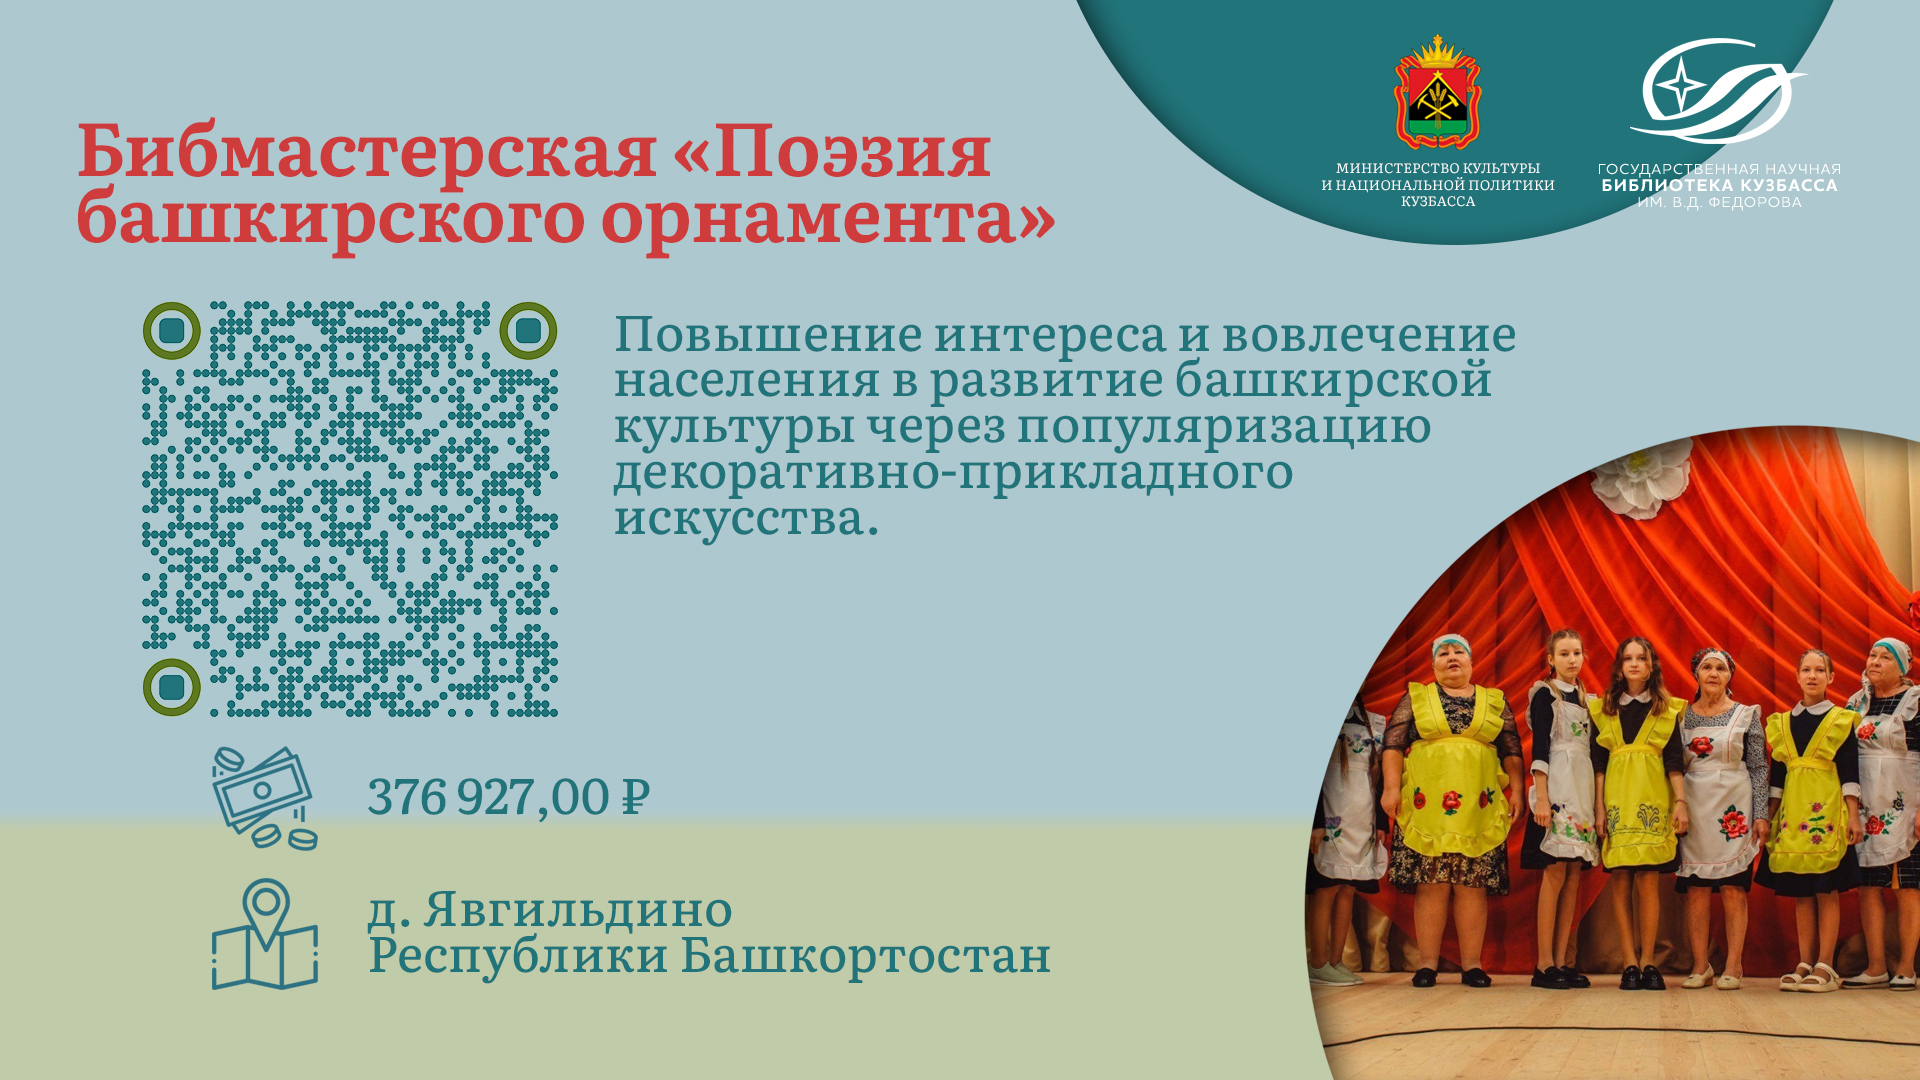 МИНИСТЕРСТВО КУЛЬТУРЫ
И НАЦИОНАЛЬНОЙ ПОЛИТИКИ
КУЗБАССА
ГОСУДАРСТВЕННАЯ НАУЧНАЯ
БИБЛИОТЕКА КУЗБАССА
ИМ. В.Д. ФЕДОРОВА
Бибмастерская «Поэзия
башкирского орнамента»
Повышение интереса и вовлечение
населения в развитие башкирской
культуры через популяризацию
декоративно-прикладного
искусства.
376 927,00 ₽
д. Явгильдино
Республики Башкортостан